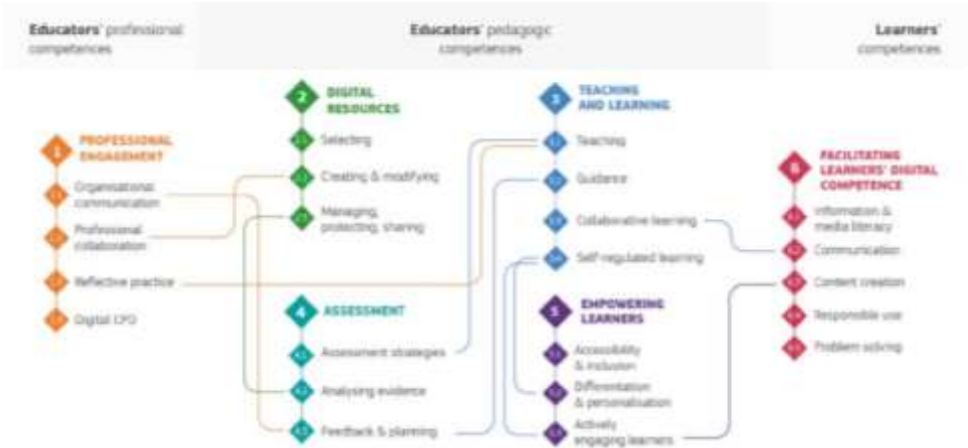 Educators' professional
competences
Educators' pedagogic
competences
Learners'
competences
1
PROFESSIONAL
ENGAGEMENT
Organisational
communication
Professional
collaboration
Reflective practice
Digital CPD
2
DIGITAL
RESOURCES
Selecting
Creating & modifying
Managing,
protecting, sharing
3
TEACHING
AND LEARNING
Teaching
Guidance
Collaborative learning
Self-regulated learning
4
ASSESSMENT
Assessment strategies
Analysing evidence
Feedback & planning
5
EMPOWERING
LEARNERS
Accessibility
& inclusion
Differentiation
& personalisation
Actively
engaging learners
6
FACILITATING
LEARNERS' DIGITAL
COMPETENCE
Information &
media literacy
Communication
Content creation
Responsible use
Problem solving